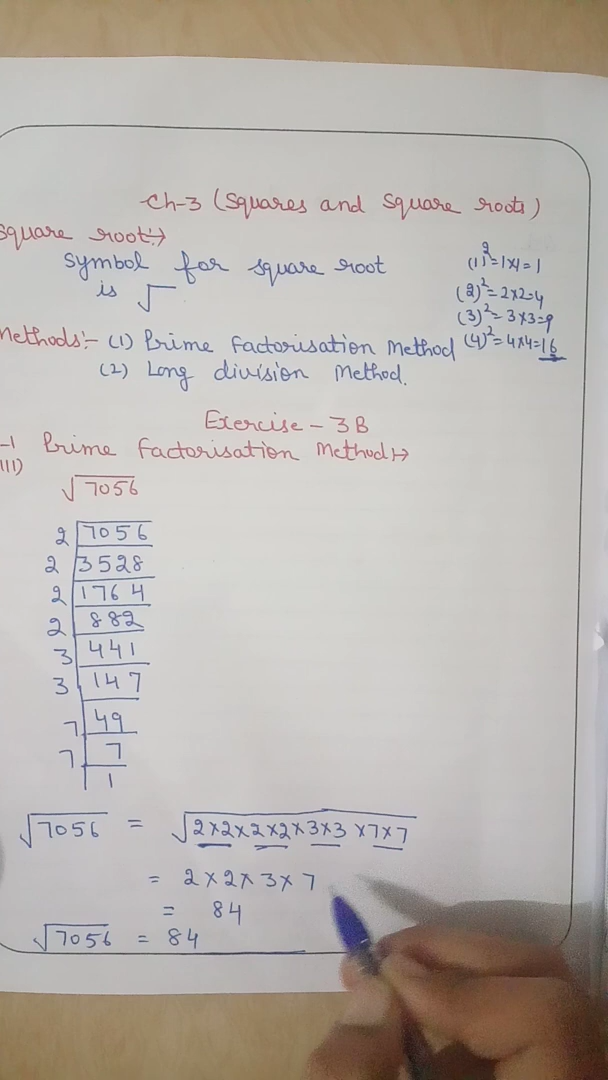 Ch-3 (Squares and Square roots)
Square root:→
Symbol for square root
is √
(1)²=1×1=1
(2)²=2×2=4
(3)²=3×3=9
(4)²=4×4=16
Methods:- (1) Prime factorisation Method
(2) Long division Method.
Exercise-3B
-1 Prime factorisation Method:→
(III)
√7056
2 | 7056
2 | 3528
2 | 1764
2 | 882
3 | 441
3 | 147
7 | 49
7 | 7
| 1
√7056 = √2×2×2×2×3×3×7×7
= 2×2×3×7
= 84
√7056 = 84